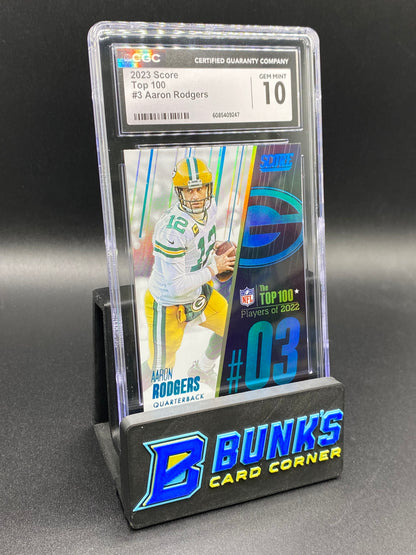 CGC
CERTIFIED GUARANTY COMPANY
2023 Score
Top 100
#3 Aaron Rodgers
GEM MINT
10
6085409247
SCORE
12
12
G
NFL
The
TOP 100
Players of 2022
#03
AARON
RODGERS
QUARTERBACK
B BUNK'S
CARD CORNER